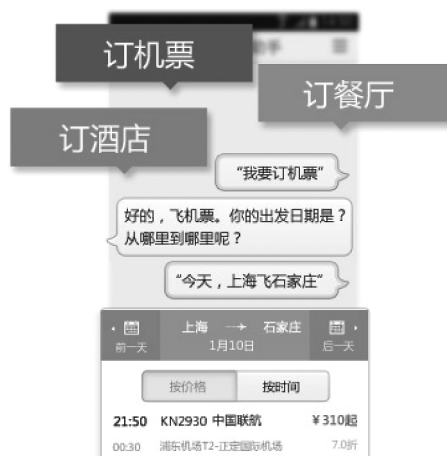 订机票
订餐厅
订酒店
“我要订机票”
好的，飞机票。你的出发日期是？
从哪里到哪里呢？
“今天，上海飞石家庄”
前一天
上海 → 石家庄
1月10日
后一天
按价格 按时间
21:50 KN2930 中国联航 ¥310起
00:30 浦东机场T2-正定国际机场 7.0折